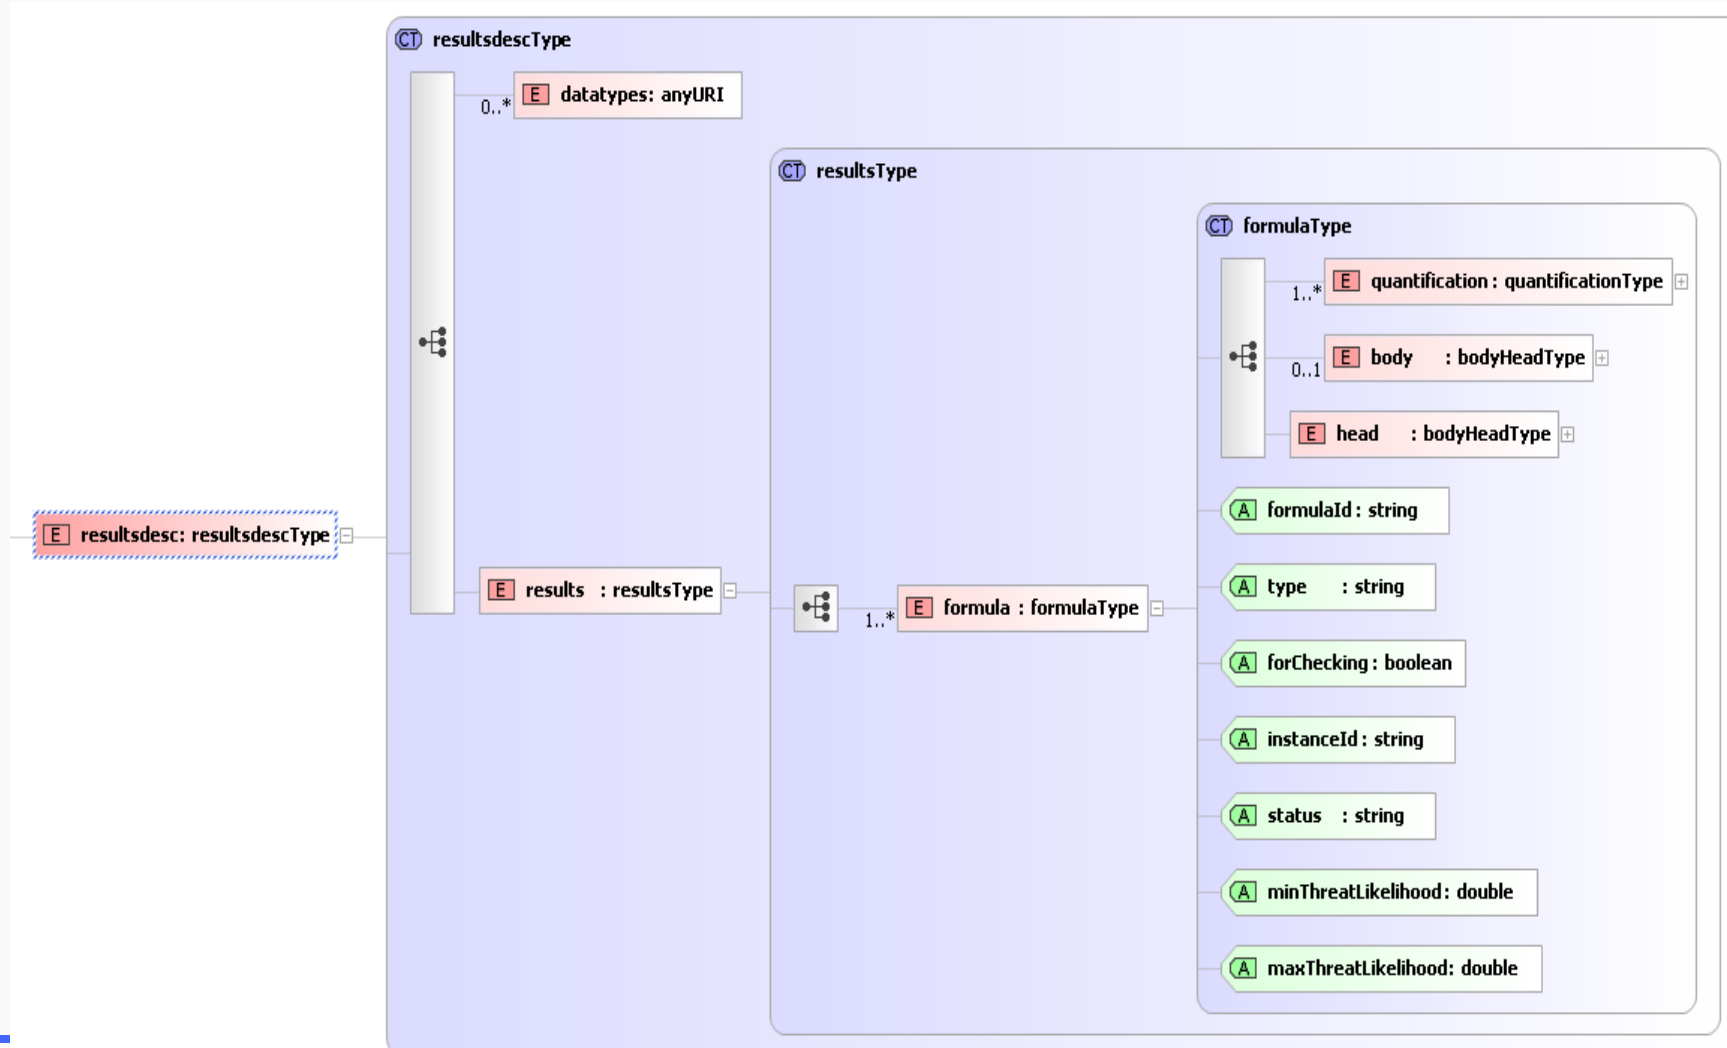 CT resultsdescType
E datatypes: anyURI
0..*
CT resultsType
CT formulaType
E quantification : quantificationType
1..*
E body : bodyHeadType
0..1
E head : bodyHeadType
A formulaId : string
E resultsdesc: resultsdescType
E results : resultsType
A type : string
E formula : formulaType
1..*
A forChecking : boolean
A instanceId : string
A status : string
A minThreatLikelihood: double
A maxThreatLikelihood: double